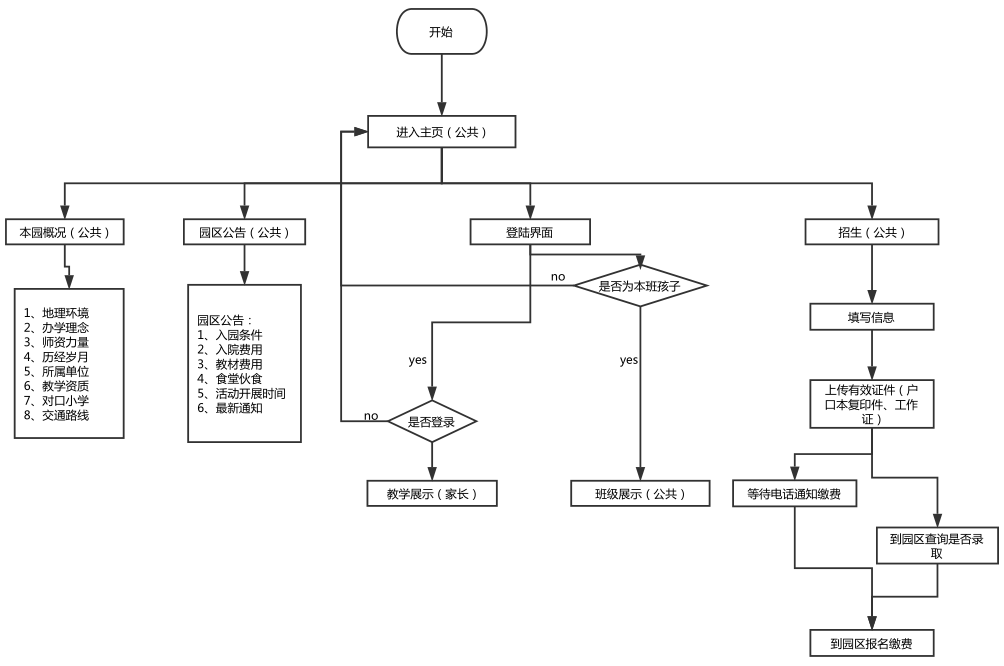 开始
进入主页（公共）
本园概况（公共）
园区公告（公共）
登陆界面
招生（公共）
no
是否为本班孩子
1、地理环境
2、办学理念
3、师资力量
4、历经岁月
5、所属单位
6、教学资质
7、对口小学
8、交通路线
园区公告：
1、入园条件
2、入院费用
3、教材费用
4、食堂伙食
5、活动开展时间
6、最新通知
填写信息
yes
yes
上传有效证件（户
口本复印件、工作
证）
no
是否登录
教学展示（家长）
班级展示（公共）
等待电话通知缴费
到园区查询是否录
取
到园区报名缴费